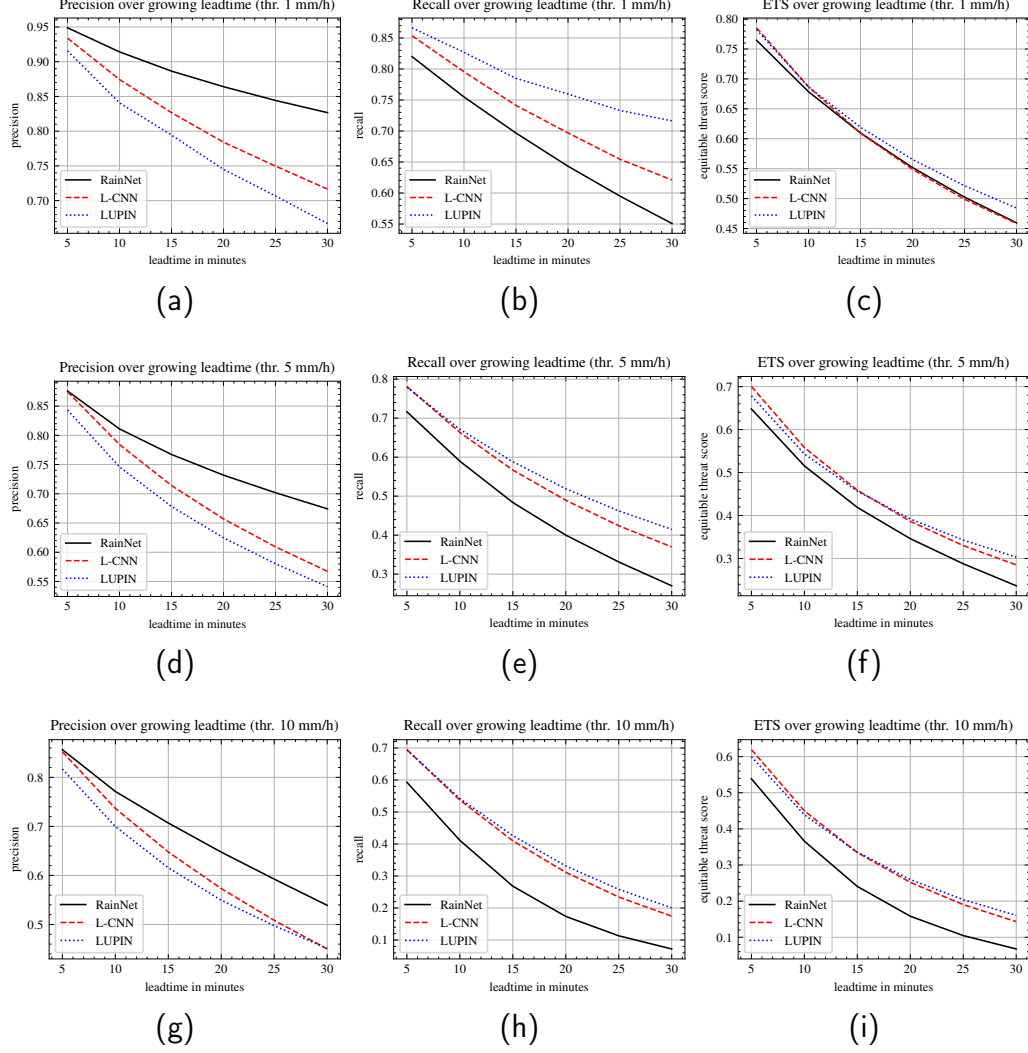 Precision over growing leadtime (thr. 1 mm/h)
0.95
0.90
0.85
0.80
0.75
0.70
precision
RainNet
L-CNN
LUPIN
5 10 15 20 25 30
leadtime in minutes
(a)
Recall over growing leadtime (thr. 1 mm/h)
0.85
0.80
0.75
0.70
0.65
0.60
0.55
recall
RainNet
L-CNN
LUPIN
5 10 15 20 25 30
leadtime in minutes
(b)
ETS over growing leadtime (thr. 1 mm/h)
0.80
0.75
0.70
0.65
0.60
0.55
0.50
0.45
equitable threat score
RainNet
L-CNN
LUPIN
5 10 15 20 25 30
leadtime in minutes
(c)
Precision over growing leadtime (thr. 5 mm/h)
0.85
0.80
0.75
0.70
0.65
0.60
0.55
precision
RainNet
L-CNN
LUPIN
5 10 15 20 25 30
leadtime in minutes
(d)
Recall over growing leadtime (thr. 5 mm/h)
0.8
0.7
0.6
0.5
0.4
0.3
recall
RainNet
L-CNN
LUPIN
5 10 15 20 25 30
leadtime in minutes
(e)
ETS over growing leadtime (thr. 5 mm/h)
0.7
0.6
0.5
0.4
0.3
equitable threat score
RainNet
L-CNN
LUPIN
5 10 15 20 25 30
leadtime in minutes
(f)
Precision over growing leadtime (thr. 10 mm/h)
0.8
0.7
0.6
0.5
precision
RainNet
L-CNN
LUPIN
5 10 15 20 25 30
leadtime in minutes
(g)
Recall over growing leadtime (thr. 10 mm/h)
0.7
0.6
0.5
0.4
0.3
0.2
0.1
recall
RainNet
L-CNN
LUPIN
5 10 15 20 25 30
leadtime in minutes
(h)
ETS over growing leadtime (thr. 10 mm/h)
0.6
0.5
0.4
0.3
0.2
0.1
equitable threat score
RainNet
L-CNN
LUPIN
5 10 15 20 25 30
leadtime in minutes
(i)